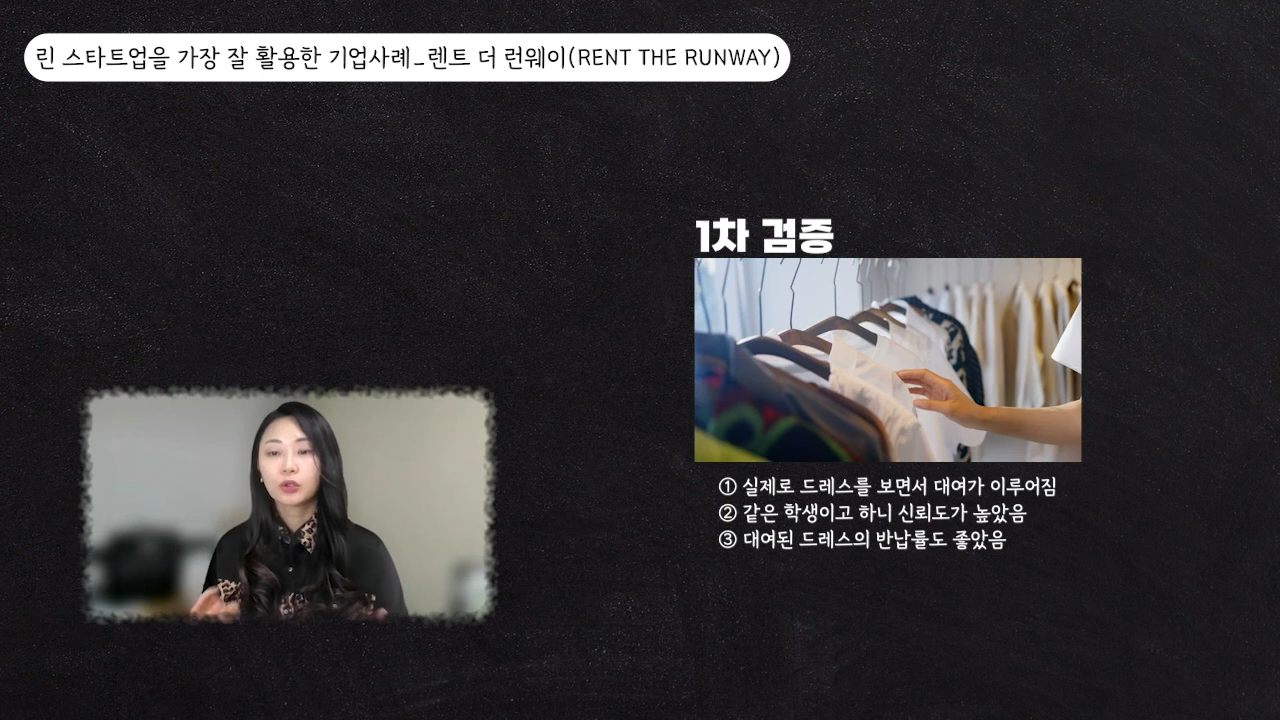 린 스타트업을 가장 잘 활용한 기업사례_렌트 더 런웨이(RENT THE RUNWAY)
1차 검증
① 실제로 드레스를 보면서 대여가 이루어짐
② 같은 학생이고 하니 신뢰도가 높았음
③ 대여된 드레스의 반납률도 좋았음